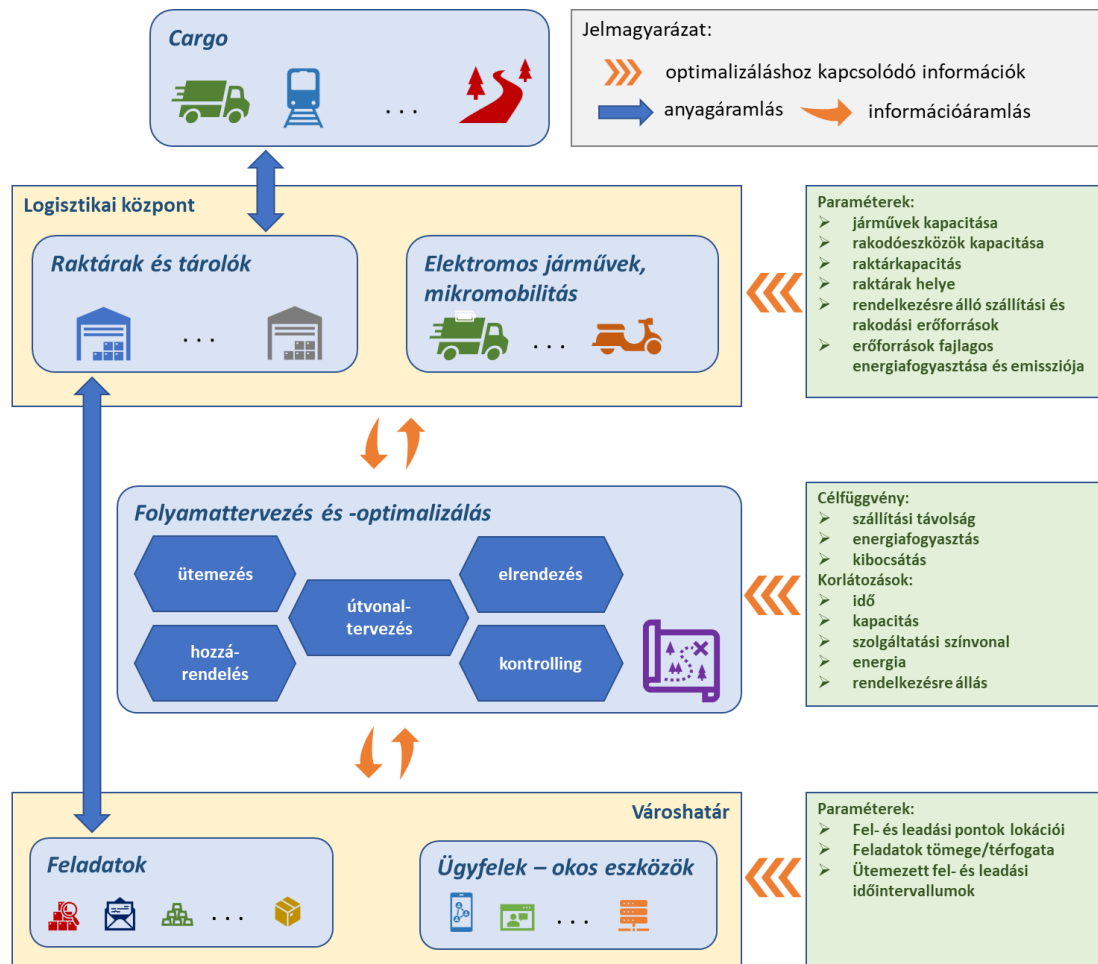 Cargo
. . .
Jelmagyarázat:
optimalizáláshoz kapcsolódó információk
anyagáramlás
információáramlás
Logisztikai központ
Raktárak és tárolók
. . .
Elektromos járművek,
mikromobilitás
. . .
Paraméterek:
járművek kapacitása
rakodóeszközök kapacitása
raktárkapacitás
raktárak helye
rendelkezésre álló szállítási és
rakodási erőforrások
erőforrások fajlagos
energiafogyasztása és emissziója
Folyamattervezés és -optimalizálás
ütemezés
elrendezés
útvonal-
tervezés
hozzá-
rendelés
kontrolling
Célfüggvény:
szállítási távolság
energiafogyasztás
kibocsátás
Korlátozások:
idő
kapacitás
szolgáltatási színvonal
energia
rendelkezésre állás
Városhatár
Feladatok
. . .
Ügyfelek – okos eszközök
. . .
Paraméterek:
Fel- és leadási pontok lokációi
Feladatok tömege/térfogata
Ütemezett fel- és leadási
időintervallumok